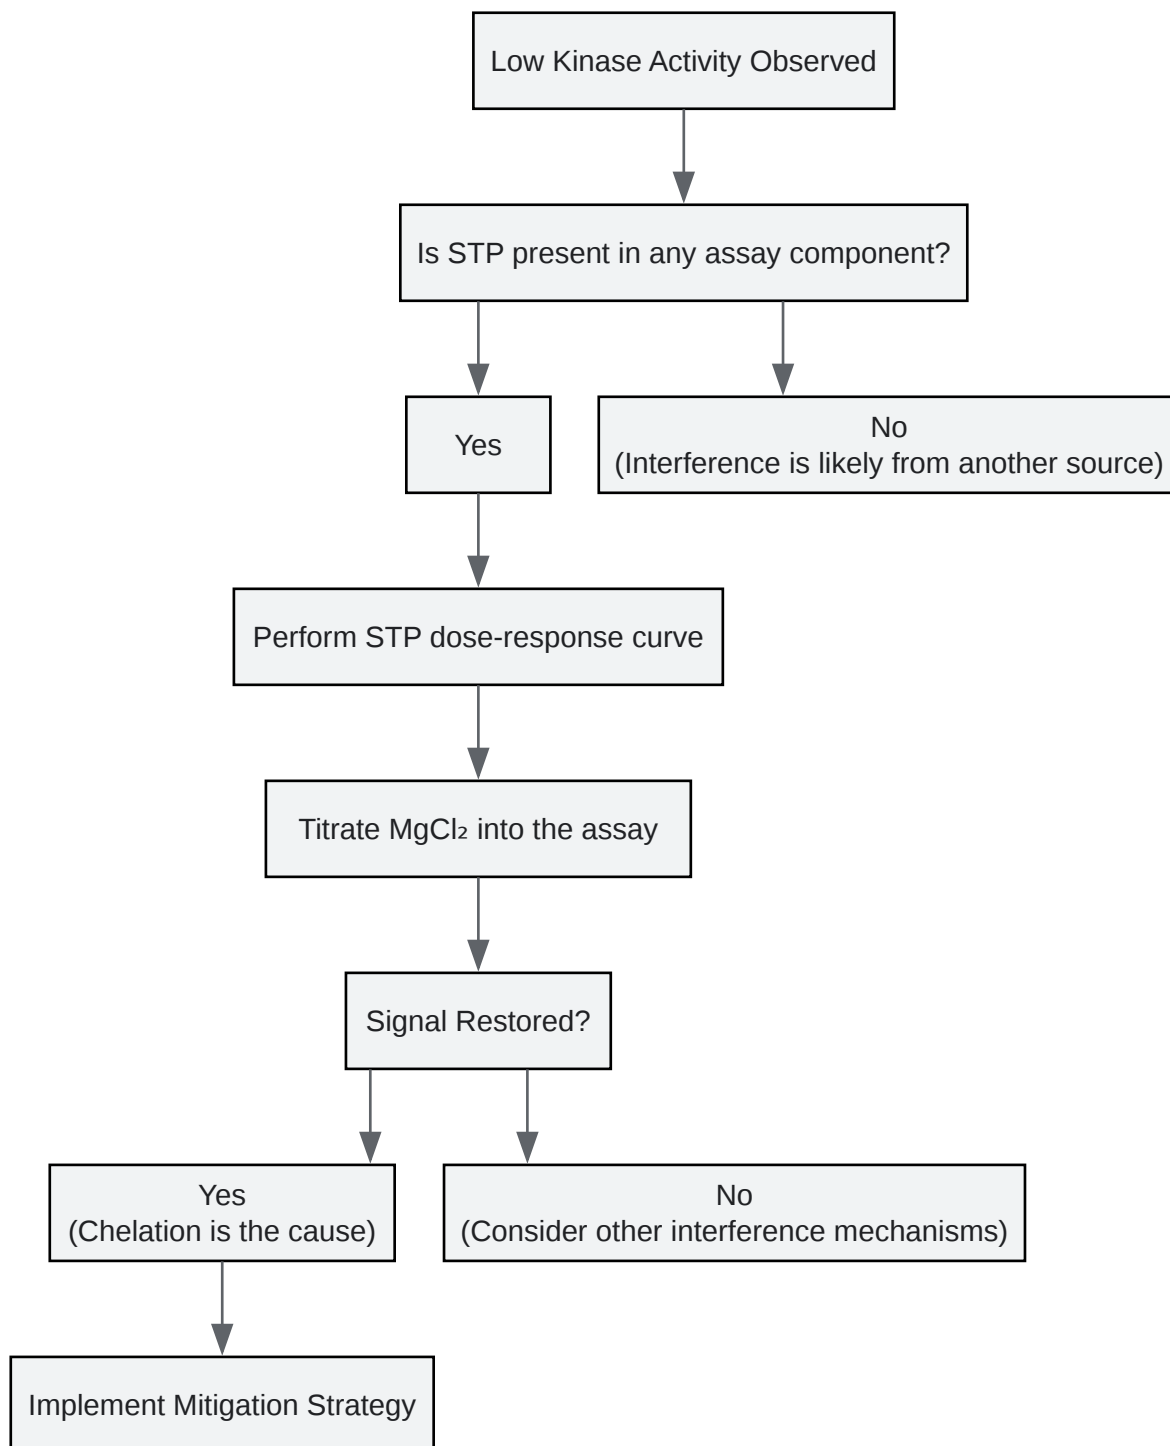 Low Kinase Activity Observed
Is STP present in any assay component?
Yes
No
(Interference is likely from another source)
Perform STP dose-response curve
Titrate MgCl₂ into the assay
Signal Restored?
Yes
(Chelation is the cause)
No
(Consider other interference mechanisms)
Implement Mitigation Strategy